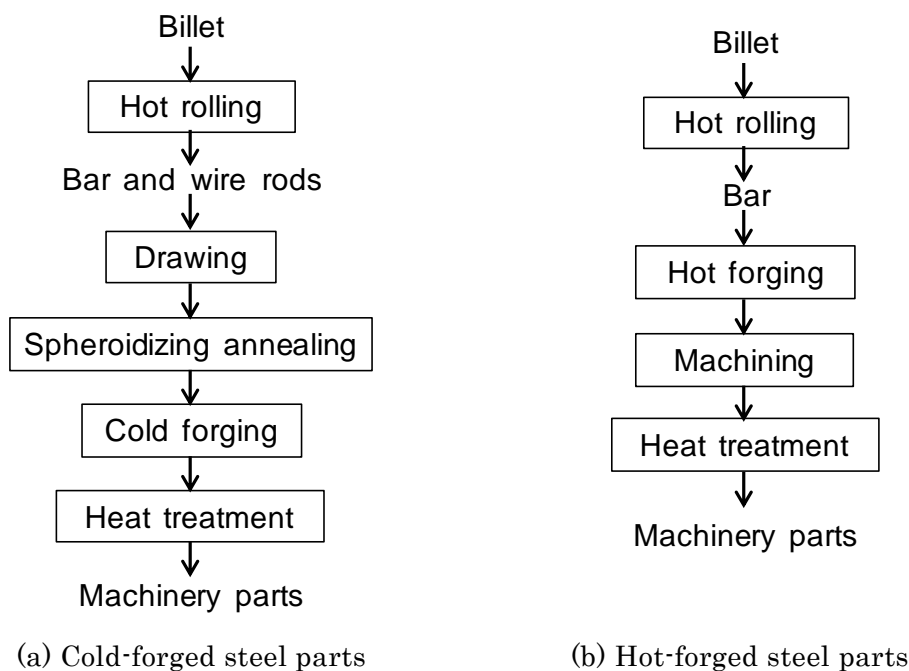 Billet
Hot rolling
Bar and wire rods
Drawing
Spheroidizing annealing
Cold forging
Heat treatment
Machinery parts
(a) Cold-forged steel parts
Billet
Hot rolling
Bar
Hot forging
Machining
Heat treatment
Machinery parts
(b) Hot-forged steel parts